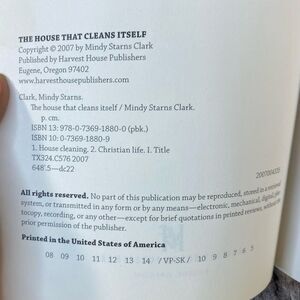 THE HOUSE THAT CLEANS ITSELF
Copyright © 2007 by Mindy Starns Clark
Published by Harvest House Publishers
Eugene, Oregon 97402
www.harvesthousepublishers.com
Clark, Mindy Starns.
The house that cleans itself / Mindy Starns Clark.
p. cm.
ISBN 13: 978-0-7369-1880-0 (pbk.)
ISBN 10: 0-7369-1880-9
1. House cleaning. 2. Christian life. I. Title
TX324.C576 2007
648'.5—dc22
2007004223
All rights reserved. No part of this publication may be reproduced, stored in a retrieval
system, or transmitted in any form or by any means—electronic, mechanical, digital, pho-
tocopy, recording, or any other—except for brief quotations in printed reviews, without the
prior permission of the publisher.
Printed in the United States of America
08 09 10 11 12 13 14 / VP-SK / 10 9 8 7 6 5